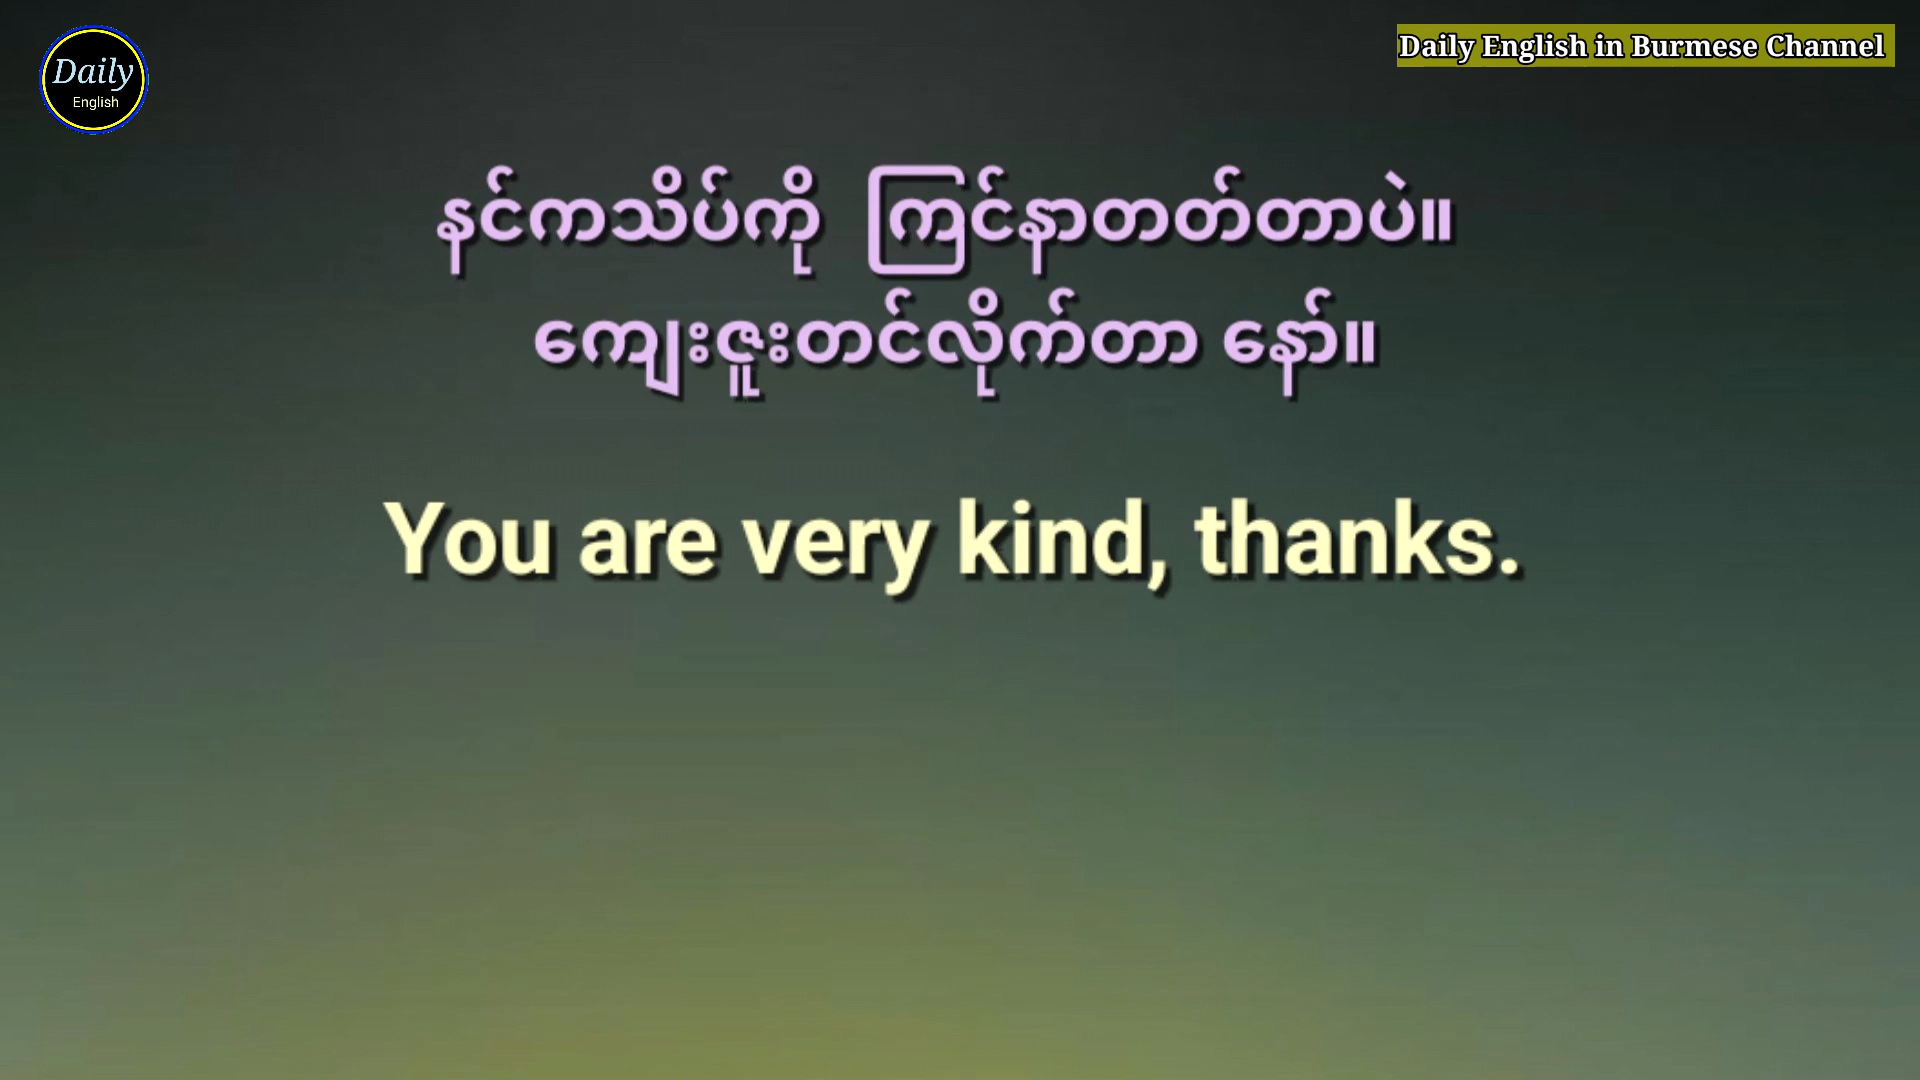 Daily
English
Daily English in Burmese Channel
နင်ကသိပ်ကို ကြင်နာတတ်တာပဲ။
ကျေးဇူးတင်လိုက်တာ နော်။
You are very kind, thanks.